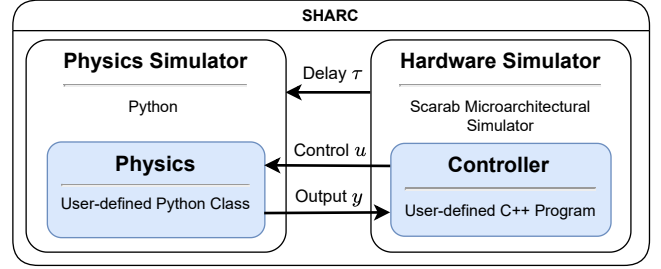 SHARC
Physics Simulator
Python
Physics
User-defined Python Class
Delay τ
Control u
Output y
Hardware Simulator
Scarab Microarchitectural
Simulator
Controller
User-defined C++ Program